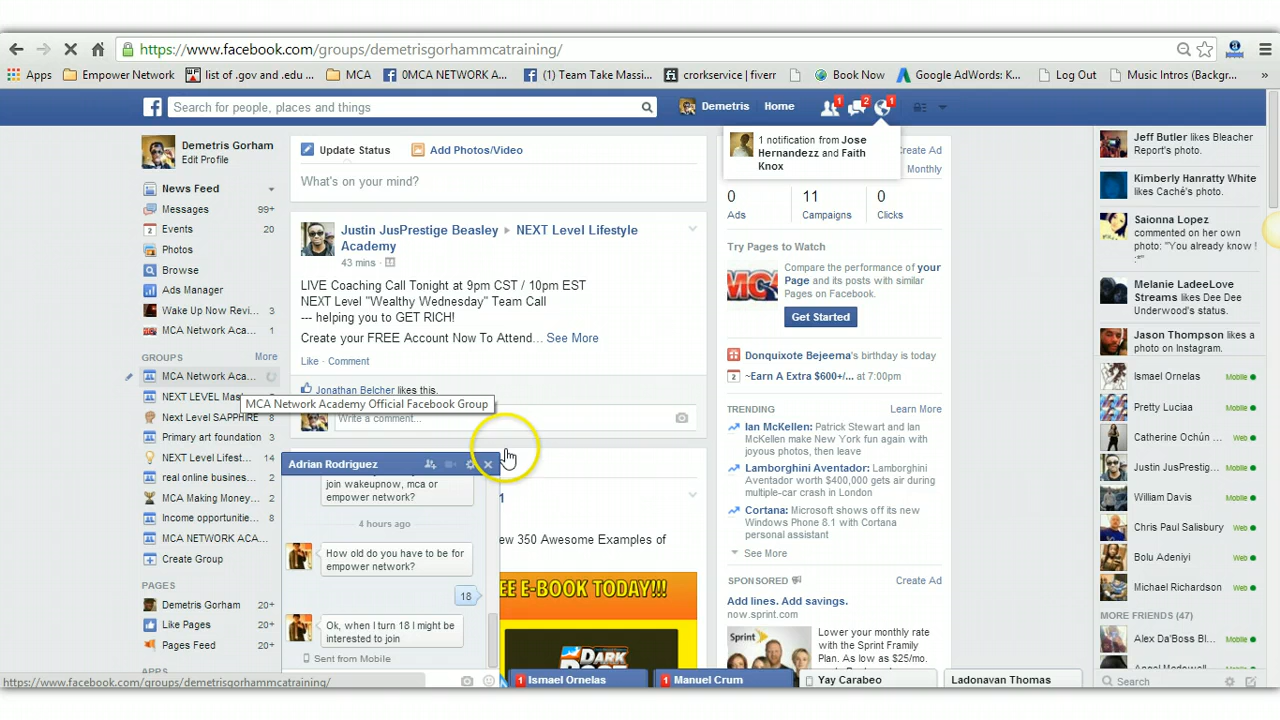 https://www.facebook.com/groups/demetrisgorhammcatraining/
Apps
Empower Network
list of .gov and .edu ...
MCA
0MCA NETWORK A...
(1) Team Take Massi...
crorkservice | fiverr
Book Now
Google AdWords: K...
Log Out
Music Intros (Backgr...
»
Search for people, places and things
Demetris
Home
1
2
1
Demetris Gorham
Edit Profile
News Feed
Messages 99+
Events 20
Photos
Browse
Ads Manager
Wake Up Now Revi... 3
MCA Network Aca... 1
GROUPS More
MCA Network Aca...
NEXT LEVEL Mas
Next Level SAPPHIRE 8
Primary art foundation 3
NEXT Level Lifest... 14
real online busines... 2
MCA Making Money... 2
Income opportunitie... 8
MCA NETWORK ACA...
Create Group
PAGES
Demetris Gorham 20+
Like Pages 20+
Pages Feed 20+
APPS
https://www.facebook.com/groups/demetrisgorhammcatraining/
Update Status
Add Photos/Video
What's on your mind?
Justin JusPrestige Beasley ▸ NEXT Level Lifestyle
Academy
43 mins
LIVE Coaching Call Tonight at 9pm CST / 10pm EST
NEXT Level "Wealthy Wednesday" Team Call
--- helping you to GET RICH!
Create your FREE Account Now To Attend... See More
Like · Comment
Jonathan Belcher likes this.
MCA Network Academy Official Facebook Group
Write a comment...
Adrian Rodriguez
join wakeupnow, mca or
empower network?
4 hours ago
How old do you have to be for
empower network?
18
Ok, when I turn 18 I might be
interested to join
Sent from Mobile
ew 350 Awesome Examples of
EE E-BOOK TODAY!!!
DARK
POST
1 Ismael Ornelas
1 Manuel Crum
Yay Carabeo
Ladonavan Thomas
1 notification from Jose
Hernandezz and Faith
Knox
Create Ad
Monthly
0 11 0
Ads Campaigns Clicks
Try Pages to Watch
MCA
Compare the performance of your
Page and its posts with similar
Pages on Facebook.
Get Started
Donquixote Bejeema's birthday is today
2 ~Earn A Extra $600+/... at 7:00pm
TRENDING Learn More
Ian McKellen: Patrick Stewart and Ian
McKellen make New York fun again with
joyous photos, then leave
Lamborghini Aventador: Lamborghini
Aventador worth $400,000 gets air during
multiple-car crash in London
Cortana: Microsoft shows off its new
Windows Phone 8.1 with Cortana
personal assistant
See More
SPONSORED Create Ad
Add lines. Add savings.
now.sprint.com
Sprint
Lower your monthly
rate with the
Sprint Framily
Plan. As low as $25/mo.
Jeff Butler likes Bleacher
Report's photo.
Kimberly Hanratty White
likes Caché's photo.
Saionna Lopez
commented on her own
photo: "You already know !
:*"
Melanie LadeeLove
Streams likes Dee Dee
Underwood's status.
Jason Thompson likes a
photo on Instagram.
Ismael Ornelas Mobile
Pretty Luciaa Mobile
Catherine Ochún ... Mobile
Justin JusPrestig... Mobile
William Davis Mobile
Chris Paul Salisbury Web
Bolu Adeniyi Web
Michael Richardson Web
MORE FRIENDS (47)
Alex Da'Boss Bl... Mobile
Search